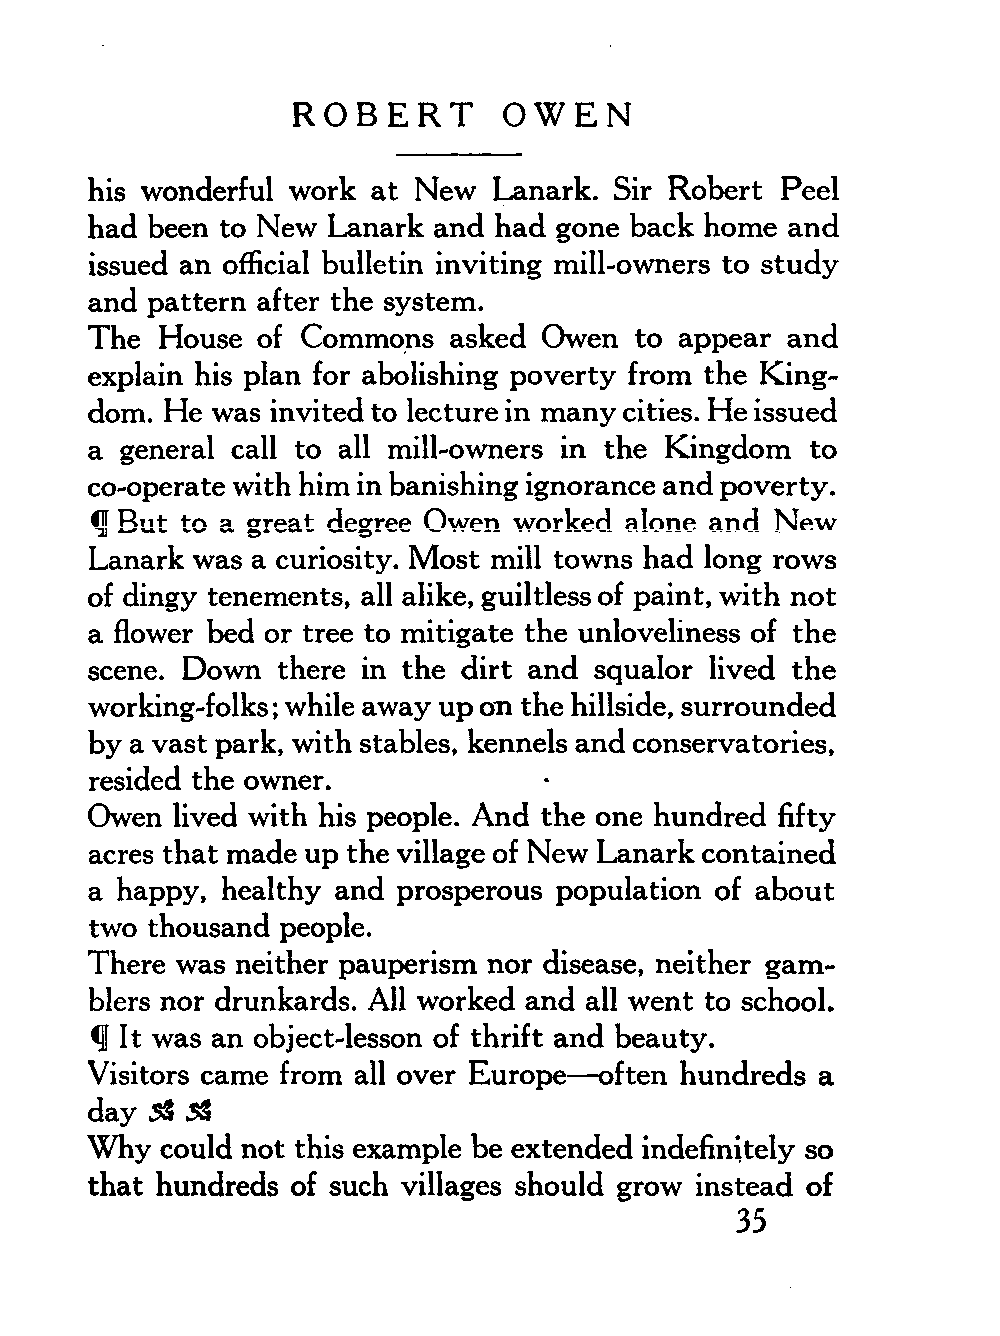 ROBERT OWEN
his wonderful work at New Lanark. Sir Robert Peel
had been to New Lanark and had gone back home and
issued an official bulletin inviting mill-owners to study
and pattern after the system.
The House of Commons asked Owen to appear and
explain his plan for abolishing poverty from the King-
dom. He was invited to lecture in many cities. He issued
a general call to all mill-owners in the Kingdom to
co-operate with him in banishing ignorance and poverty.
¶ But to a great degree Owen worked alone and New
Lanark was a curiosity. Most mill towns had long rows
of dingy tenements, all alike, guiltless of paint, with not
a flower bed or tree to mitigate the unloveliness of the
scene. Down there in the dirt and squalor lived the
working-folks; while away up on the hillside, surrounded
by a vast park, with stables, kennels and conservatories,
resided the owner.
Owen lived with his people. And the one hundred fifty
acres that made up the village of New Lanark contained
a happy, healthy and prosperous population of about
two thousand people.
There was neither pauperism nor disease, neither gam-
blers nor drunkards. All worked and all went to school.
¶ It was an object-lesson of thrift and beauty.
Visitors came from all over Europe—often hundreds a
day
Why could not this example be extended indefinitely so
that hundreds of such villages should grow instead of
35